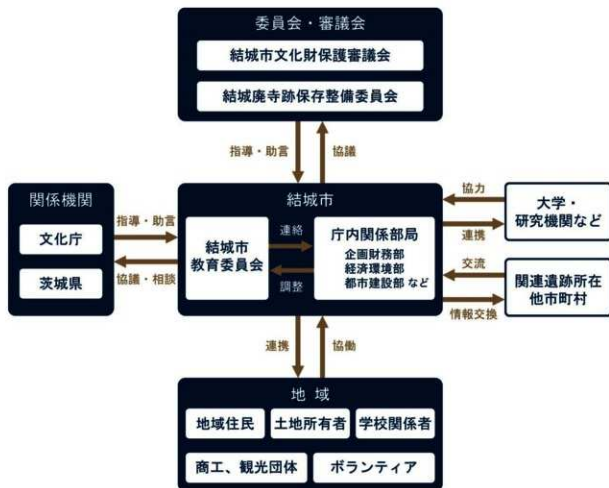 委員会・審議会
結城市文化財保護審議会
結城廃寺跡保存整備委員会
指導・助言
協議
関係機関
文化庁
茨城県
指導・助言
協議・相談
結城市
結城市
教育委員会
連絡
調整
庁内関係部局
企画財務部
経済環境部
都市建設部 など
協力
連携
大学・
研究機関など
交流
情報交換
関連遺跡所在
他市町村
連携
協働
地 域
地域住民
土地所有者
学校関係者
商工、観光団体
ボランティア